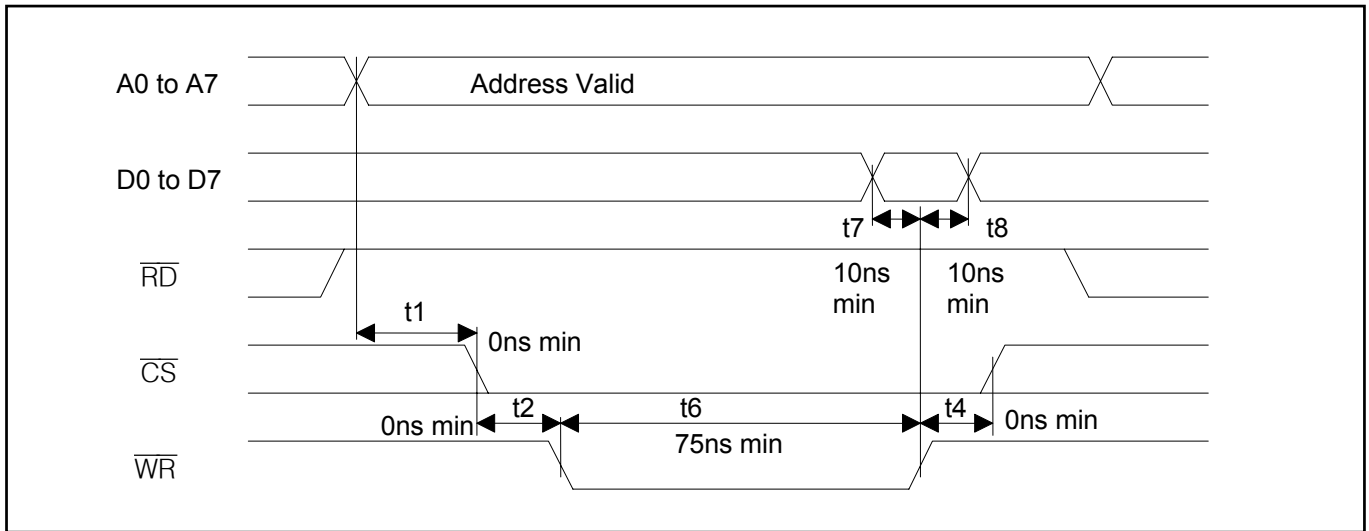 A0 to A7
Address Valid
D0 to D7
t7
t8
RD
10ns
min
10ns
min
t1
0ns min
CS
t2
t6
t4
0ns min
0ns min
75ns min
WR